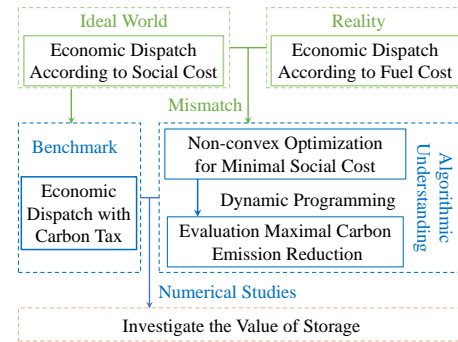 Ideal World
Reality
Economic Dispatch
According to Social Cost
Economic Dispatch
According to Fuel Cost
Mismatch
Benchmark
Economic
Dispatch with
Carbon Tax
Non-convex Optimization
for Minimal Social Cost
Dynamic Programming
Evaluation Maximal Carbon
Emission Reduction
Algorithmic
Understanding
Numerical Studies
Investigate the Value of Storage